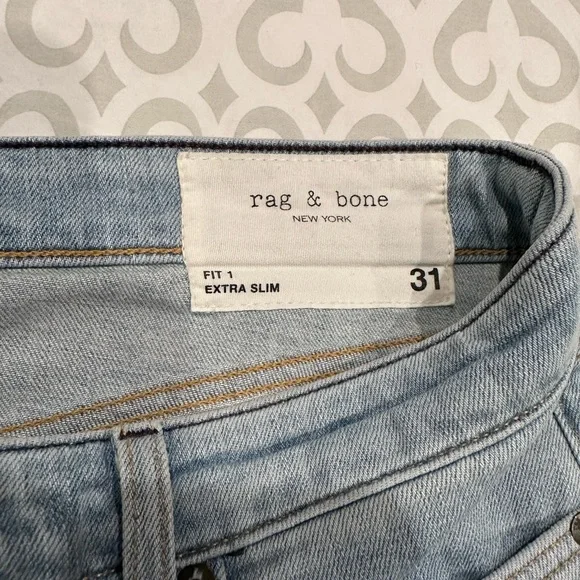 rag & bone
NEW YORK
FIT 1
EXTRA SLIM
31